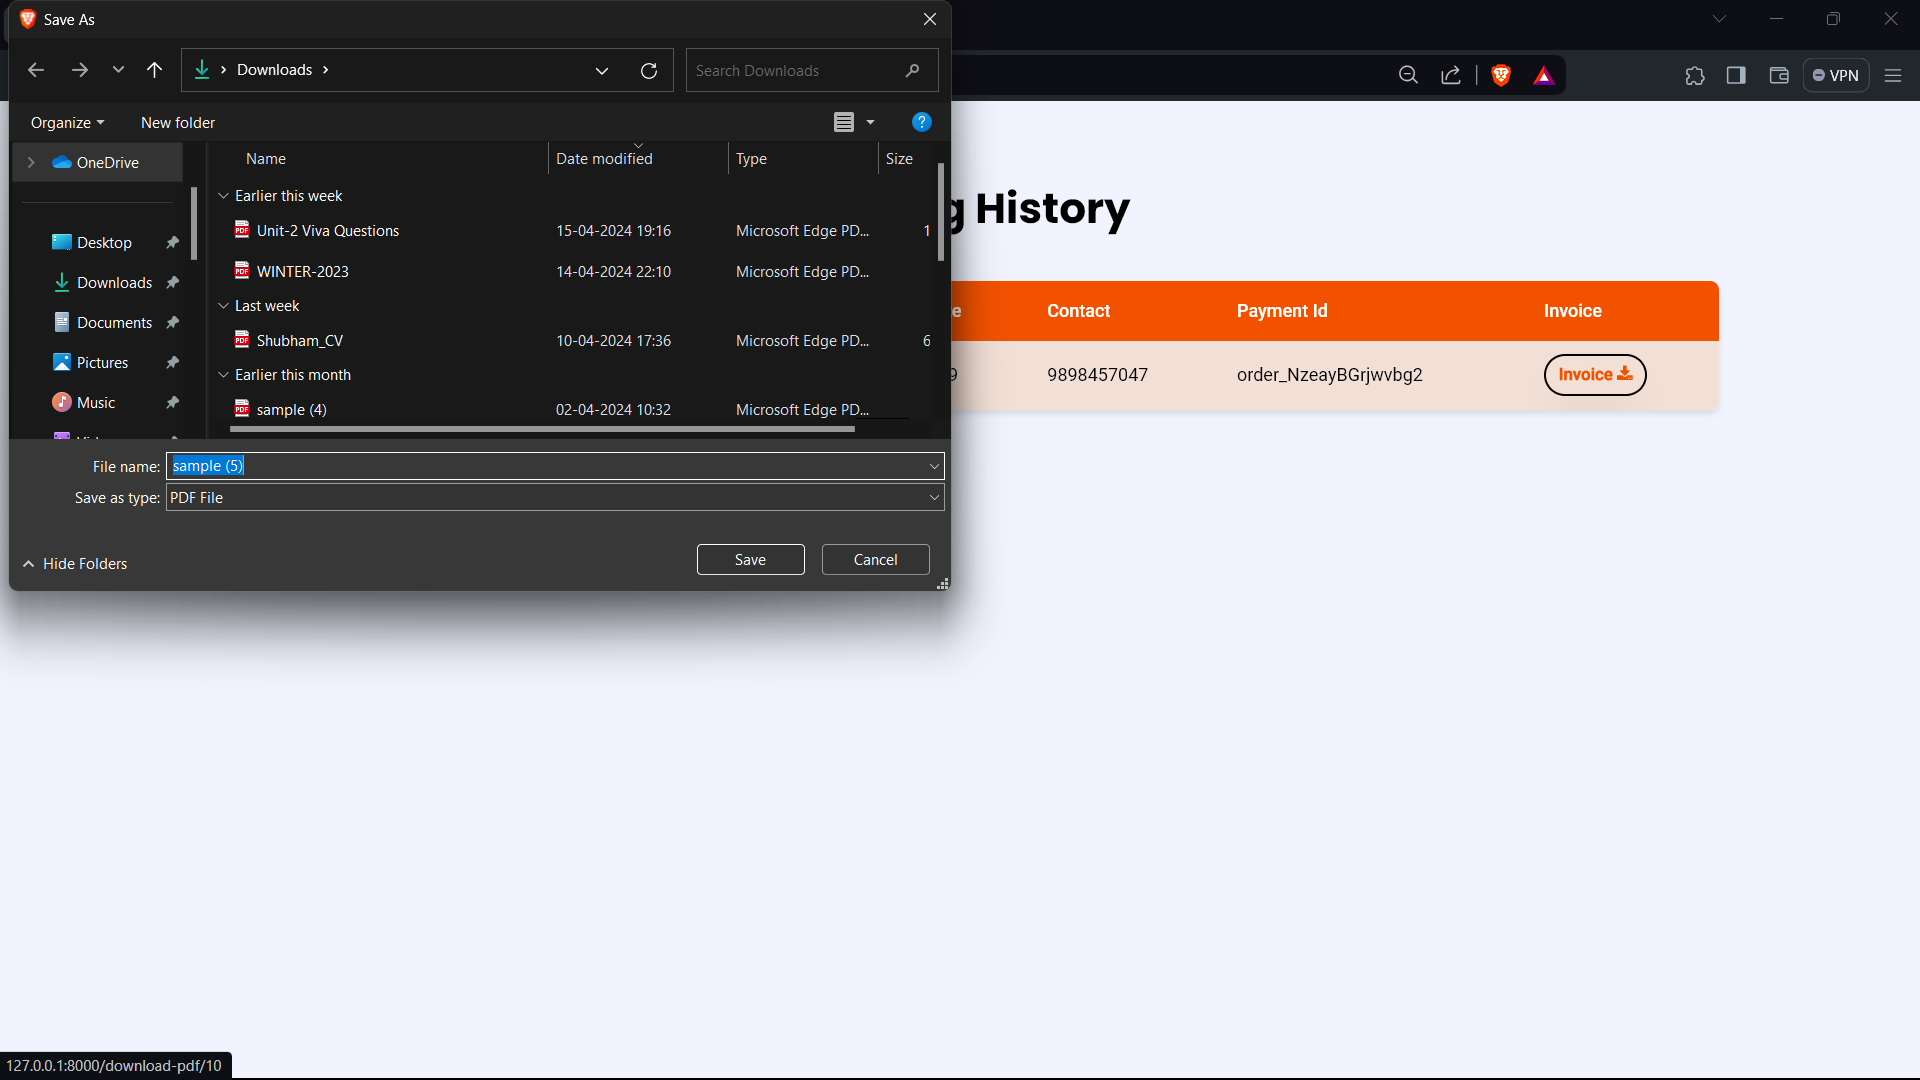 Save As
Downloads
Search Downloads
VPN
Organize
New folder
?
OneDrive
Desktop
Downloads
Documents
Pictures
Music
Name Date modified Type Size
Earlier this week
PDF Unit-2 Viva Questions 15-04-2024 19:16 Microsoft Edge PD... 1
PDF WINTER-2023 14-04-2024 22:10 Microsoft Edge PD...
Last week
PDF Shubham_CV 10-04-2024 17:36 Microsoft Edge PD... 6
Earlier this month
PDF sample (4) 02-04-2024 10:32 Microsoft Edge PD...
File name: sample (5)
Save as type: PDF File
Hide Folders
Save
Cancel
g History
e Contact Payment Id Invoice
9 9898457047 order_NzeayBGrjwvbg2 Invoice
127.0.0.1:8000/download-pdf/10